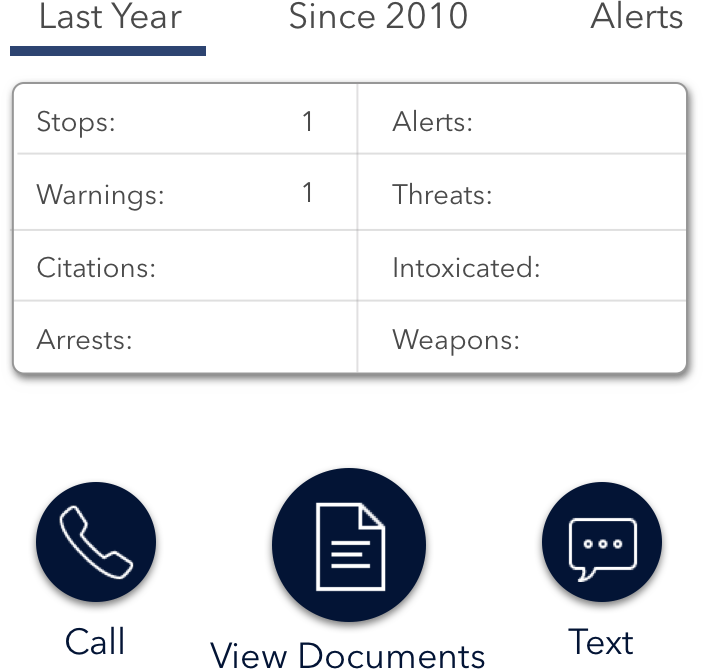 Last Year Since 2010 Alerts
Stops: 1 Alerts:
Warnings: 1 Threats:
Citations: Intoxicated:
Arrests: Weapons:
Call View Documents Text